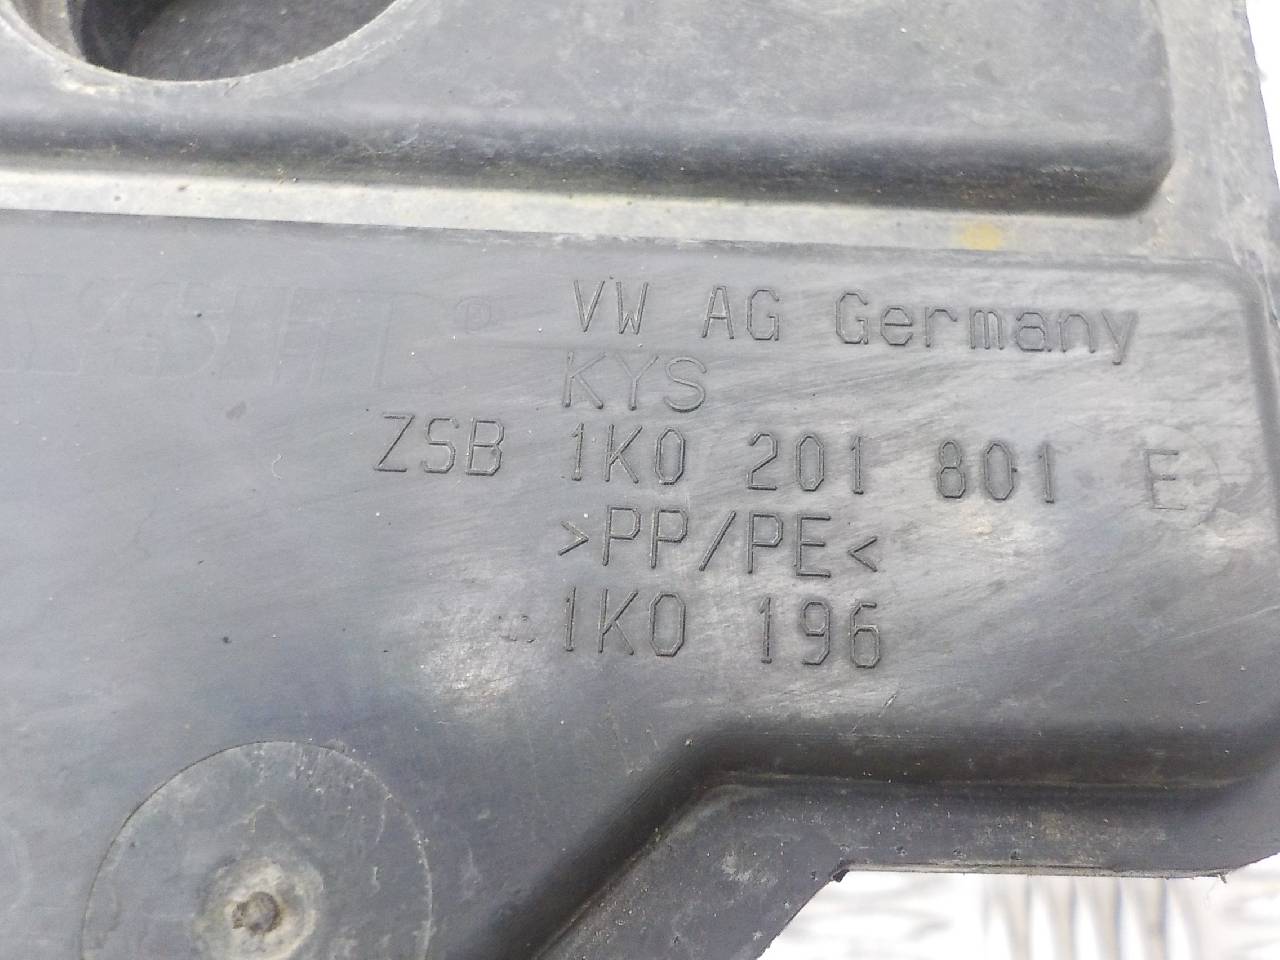 VW AG Germany
KYS
ZSB 1K0 201 801 E
>PP/PE<
1K0 196